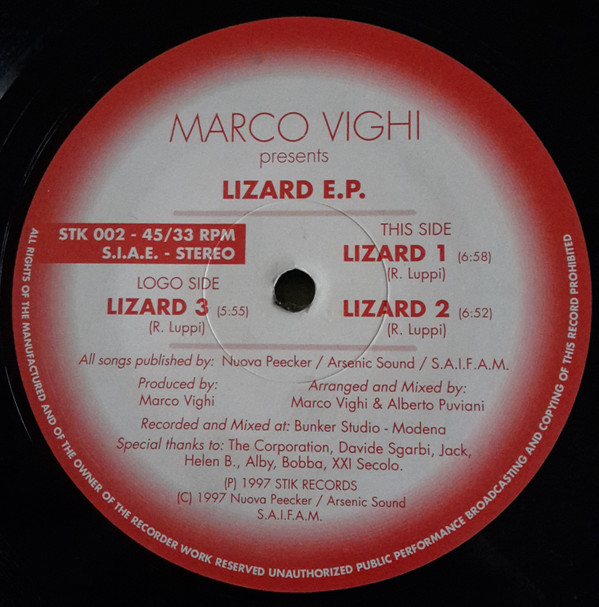 MARCO VIGHI
presents
LIZARD E.P.
STK 002 - 45/33 RPM
S.I.A.E. - STEREO
THIS SIDE
LIZARD 1 (6:58)
(R. Luppi)
LOGO SIDE
LIZARD 3 (5:55)
(R. Luppi)
LIZARD 2 (6:52)
(R. Luppi)
All songs published by: Nuova Peecker / Arsenic Sound / S.A.I.F.A.M.
Produced by:
Marco Vighi
Arranged and Mixed by:
Marco Vighi & Alberto Puviani
Recorded and Mixed at: Bunker Studio - Modena
Special thanks to: The Corporation, Davide Sgarbi, Jack,
Helen B., Alby, Bobba, XXI Secolo.
(P) 1997 STIK RECORDS
(C) 1997 Nuova Peecker / Arsenic Sound
S.A.I.F.A.M.
ALL RIGHTS OF THE MANUFACTURED AND OF THE OWNER OF THE RECORDER WORK RESERVED UNAUTHORIZED PUBLIC PERFORMANCE BROADCASTING AND COPYING OF THIS RECORD PROHIBITED